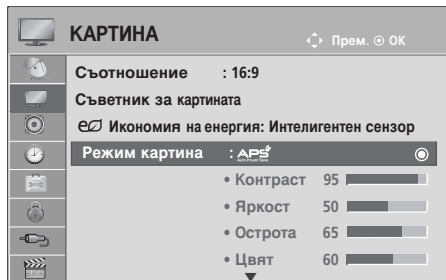 КАРТИНА
Прем. OK
Съотношение : 16:9
Съветник за картината
Икономия на енергия: Интелигентен сензор
Режим картина : APS
• Контраст 95
• Яркост 50
• Острота 65
• Цвят 60